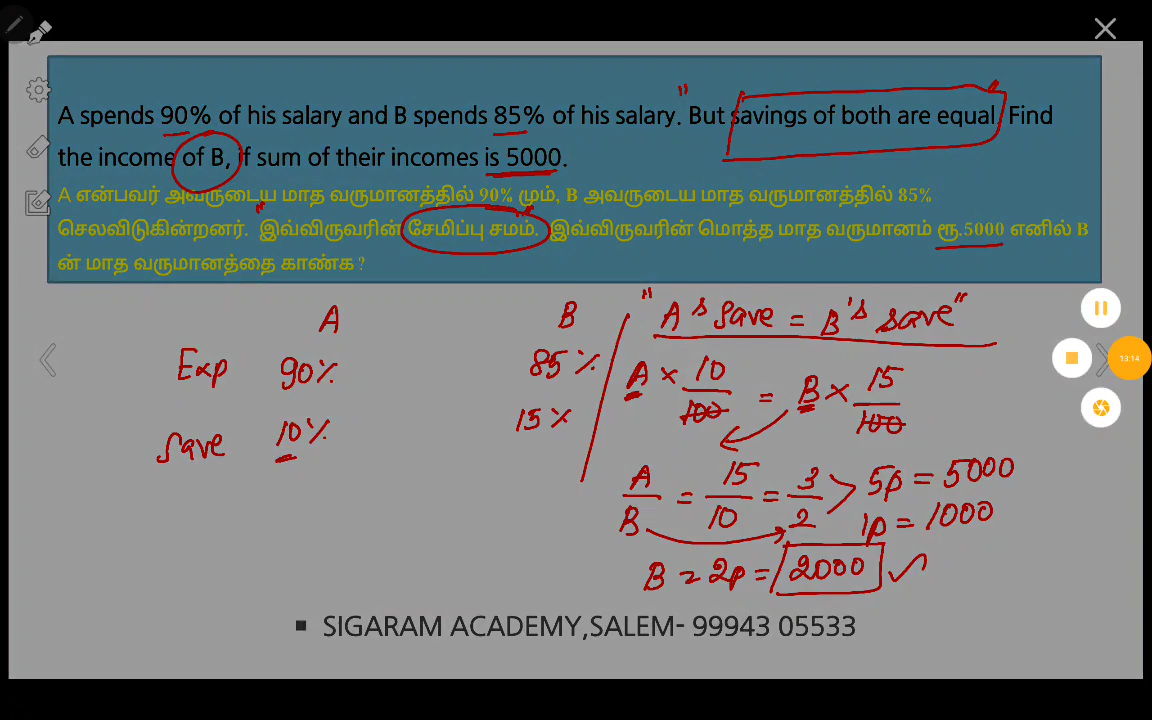 A spends 90% of his salary and B spends 85% of his salary. But savings of both are equal. Find
the income of B, if sum of their incomes is 5000.
A என்பவர் அவருடைய மாத வருமானத்தில் 90% மும், B அவருடைய மாத வருமானத்தில் 85%
செலவிடுகின்றனர். இவ்விருவரின் சேமிப்பு சமம். இவ்விருவரின் மொத்த மாத வருமானம் ரூ.5000 எனில் B
ன் மாத வருமானத்தை காண்க ?
A B
Exp 90% 85%
Save 10% 15%
"A's save = B's save"
A × 10/100 = B × 15/100
A/B = 15/10 = 3/2 > 5p = 5000
1p = 1000
B = 2p = 2000 ✓
▪ SIGARAM ACADEMY,SALEM- 99943 05533
13:14